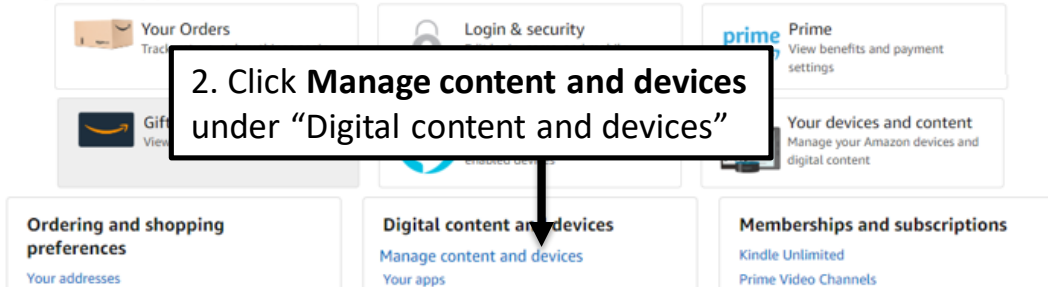 Your Orders
Track
Login & security
prime
Prime
View benefits and payment
settings
2. Click Manage content and devices
under “Digital content and devices”
Gift
View
enabled devices
Your devices and content
Manage your Amazon devices and
digital content
Ordering and shopping
preferences
Your addresses
Digital content and devices
Manage content and devices
Your apps
Memberships and subscriptions
Kindle Unlimited
Prime Video Channels